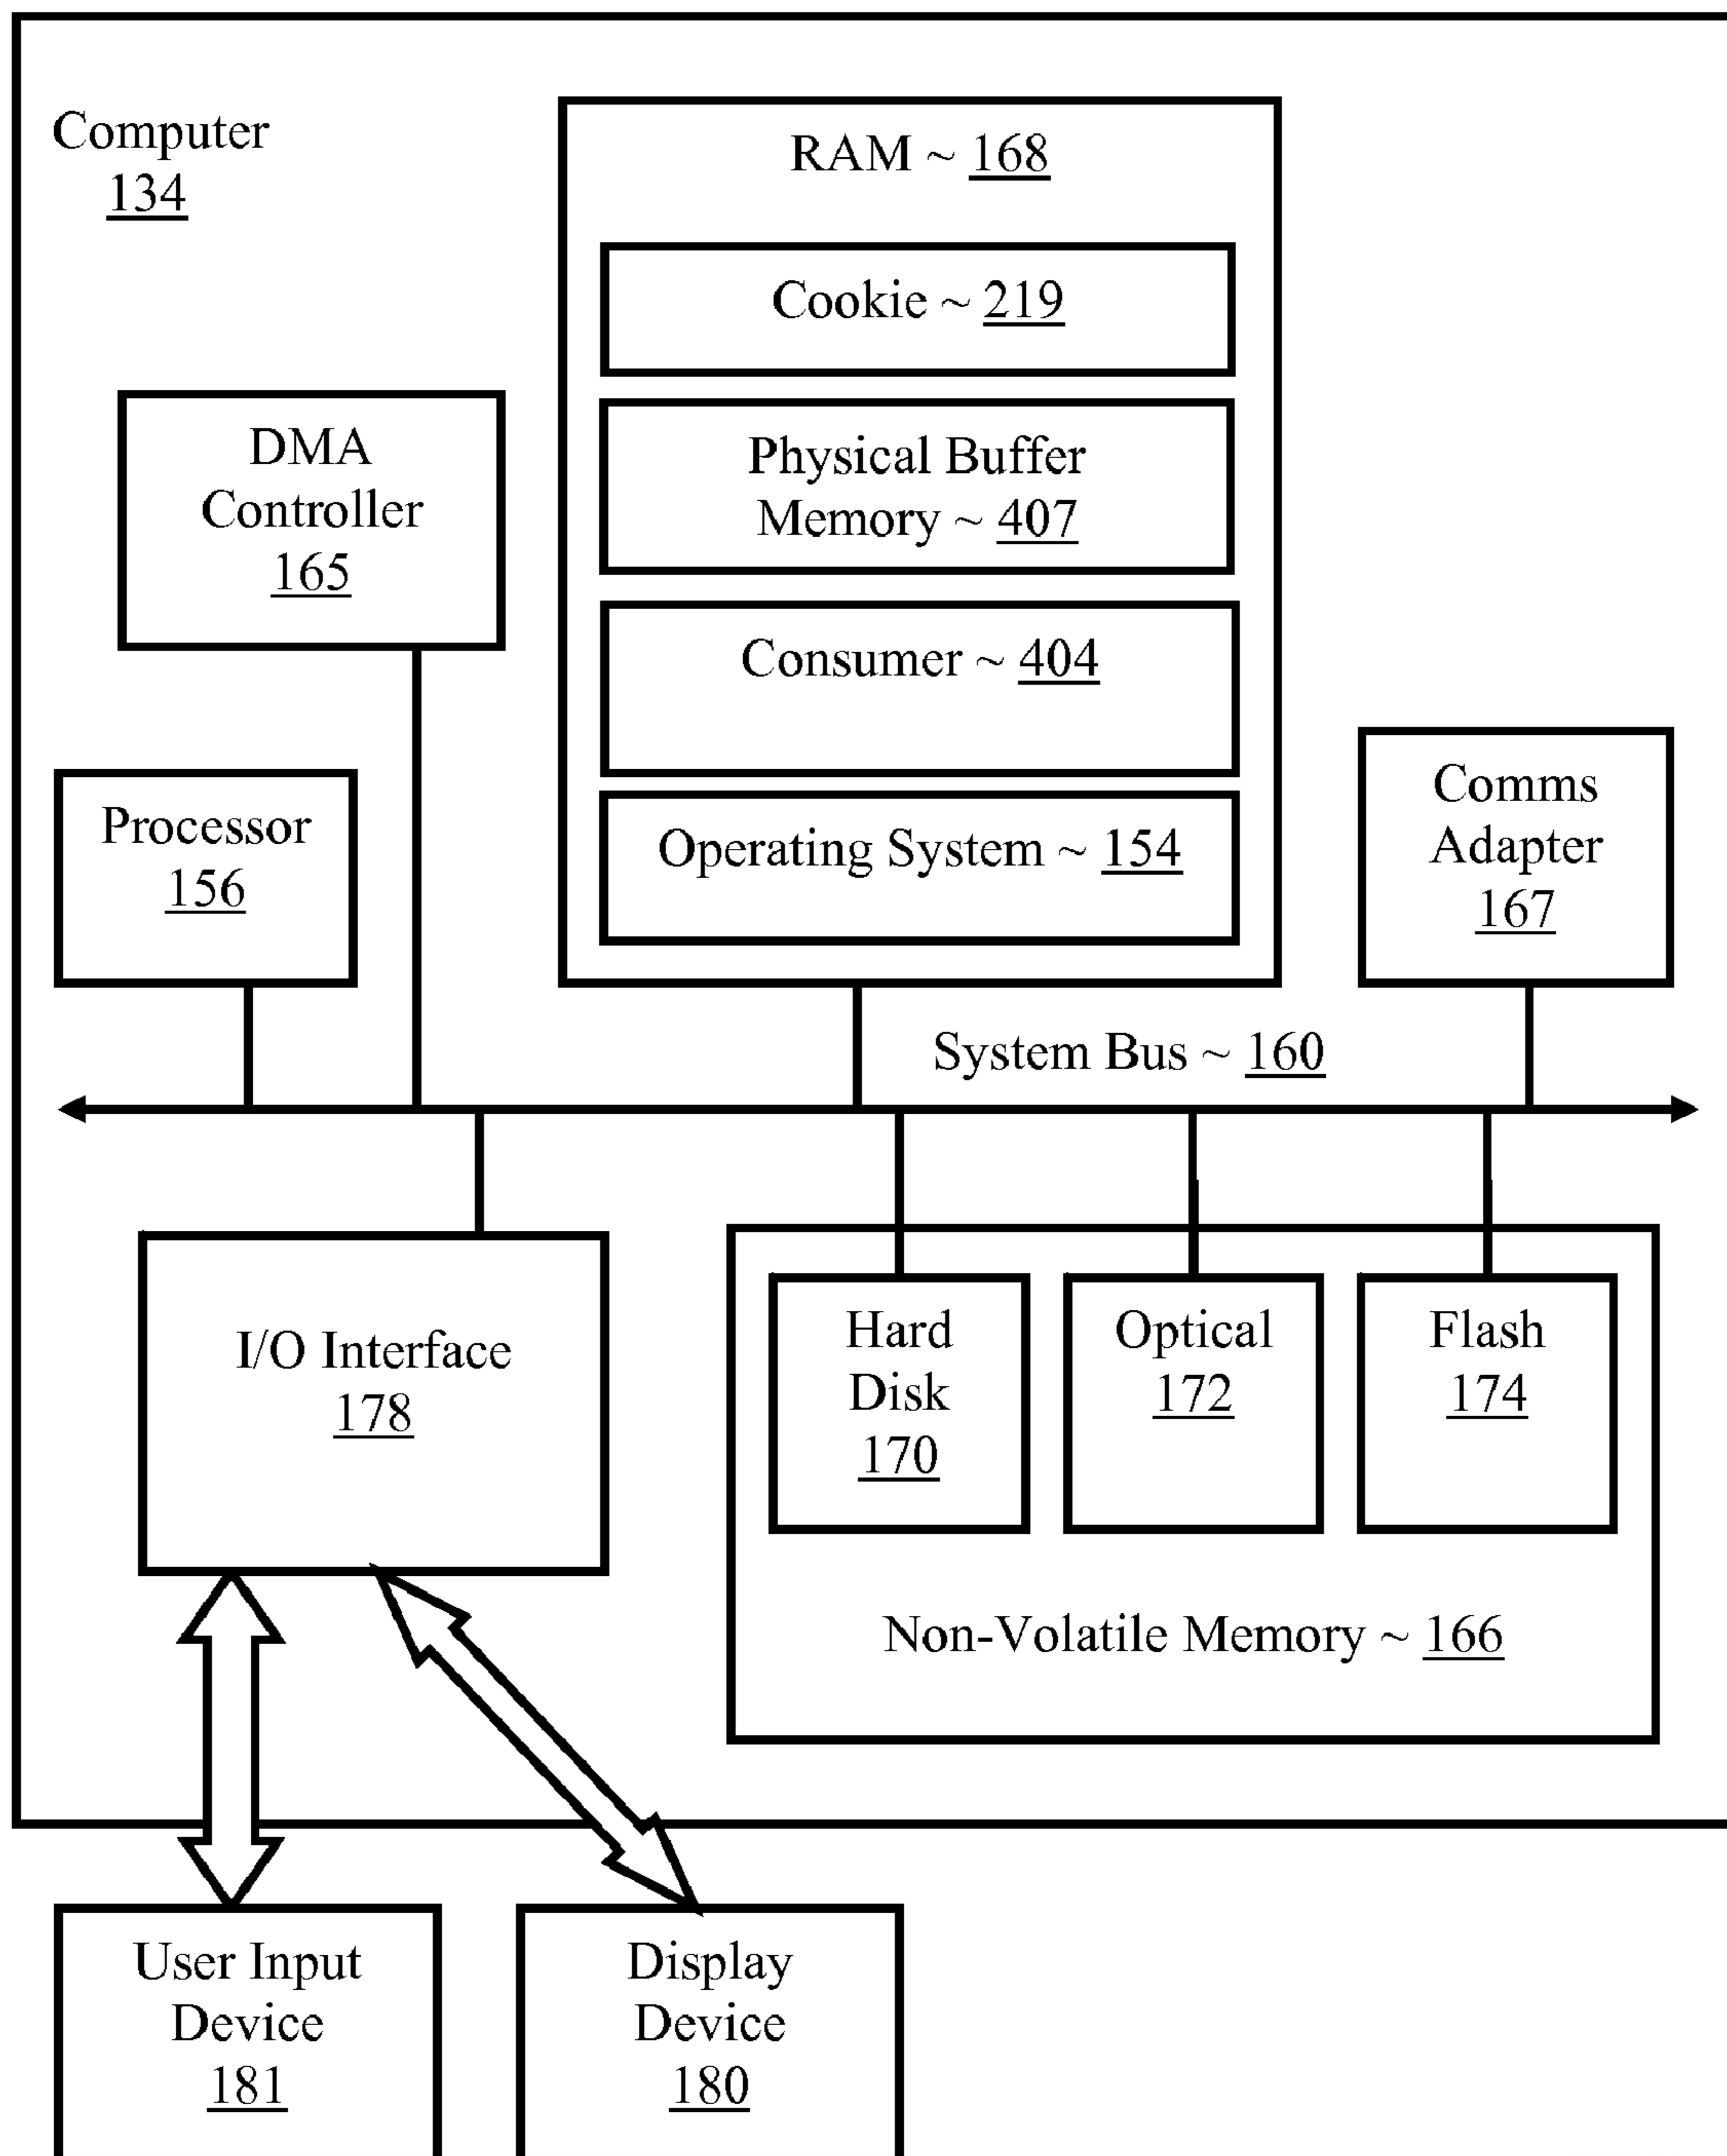 Computer
134
RAM ~ 168
Cookie ~ 219
DMA
Controller
165
Physical Buffer
Memory ~ 407
Consumer ~ 404
Processor
156
Operating System ~ 154
Comms
Adapter
167
System Bus ~ 160
I/O Interface
178
Hard
Disk
170
Optical
172
Flash
174
Non-Volatile Memory ~ 166
User Input
Device
181
Display
Device
180